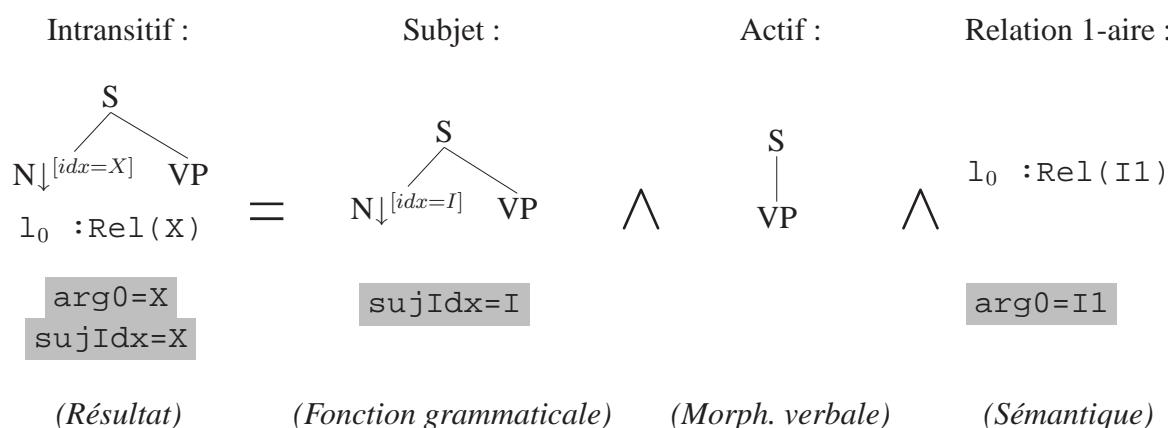 Intransitif : Subjet : Actif : Relation 1-aire :
S
N↓[idx=X] VP
l₀ :Rel(X)
arg0=X
sujIdx=X
(Résultat)
=
S
N↓[idx=I] VP
sujIdx=I
(Fonction grammaticale)
∧
S
VP
(Morph. verbale)
∧
l₀ :Rel(I1)
arg0=I1
(Sémantique)